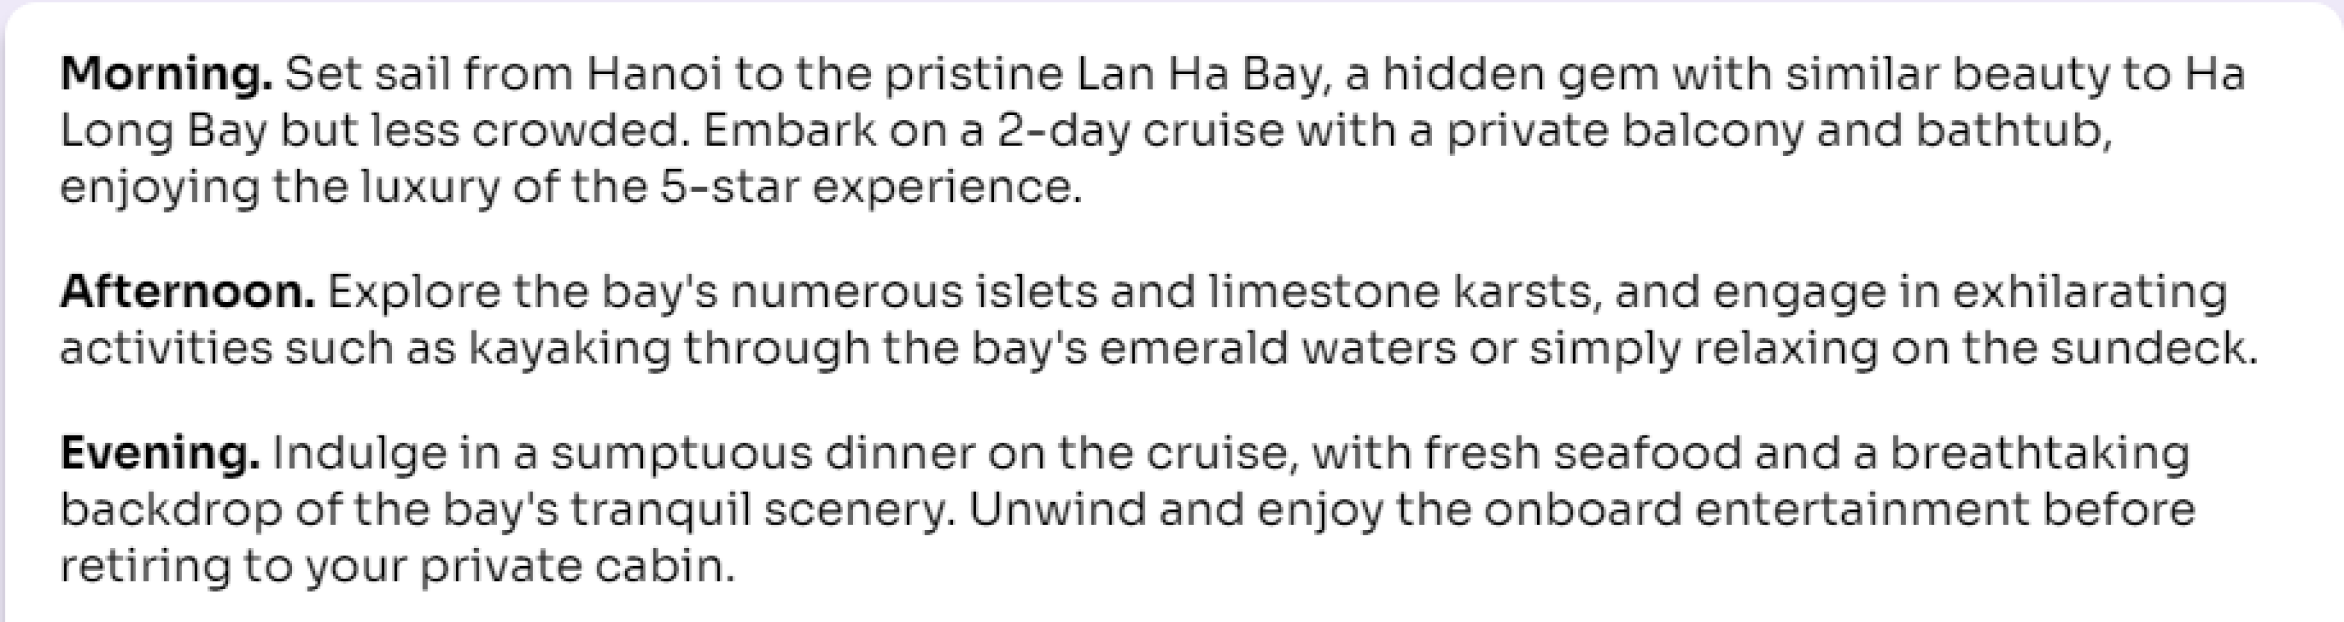 Morning. Set sail from Hanoi to the pristine Lan Ha Bay, a hidden gem with similar beauty to Ha
Long Bay but less crowded. Embark on a 2-day cruise with a private balcony and bathtub,
enjoying the luxury of the 5-star experience.
Afternoon. Explore the bay's numerous islets and limestone karsts, and engage in exhilarating
activities such as kayaking through the bay's emerald waters or simply relaxing on the sundeck.
Evening. Indulge in a sumptuous dinner on the cruise, with fresh seafood and a breathtaking
backdrop of the bay's tranquil scenery. Unwind and enjoy the onboard entertainment before
retiring to your private cabin.